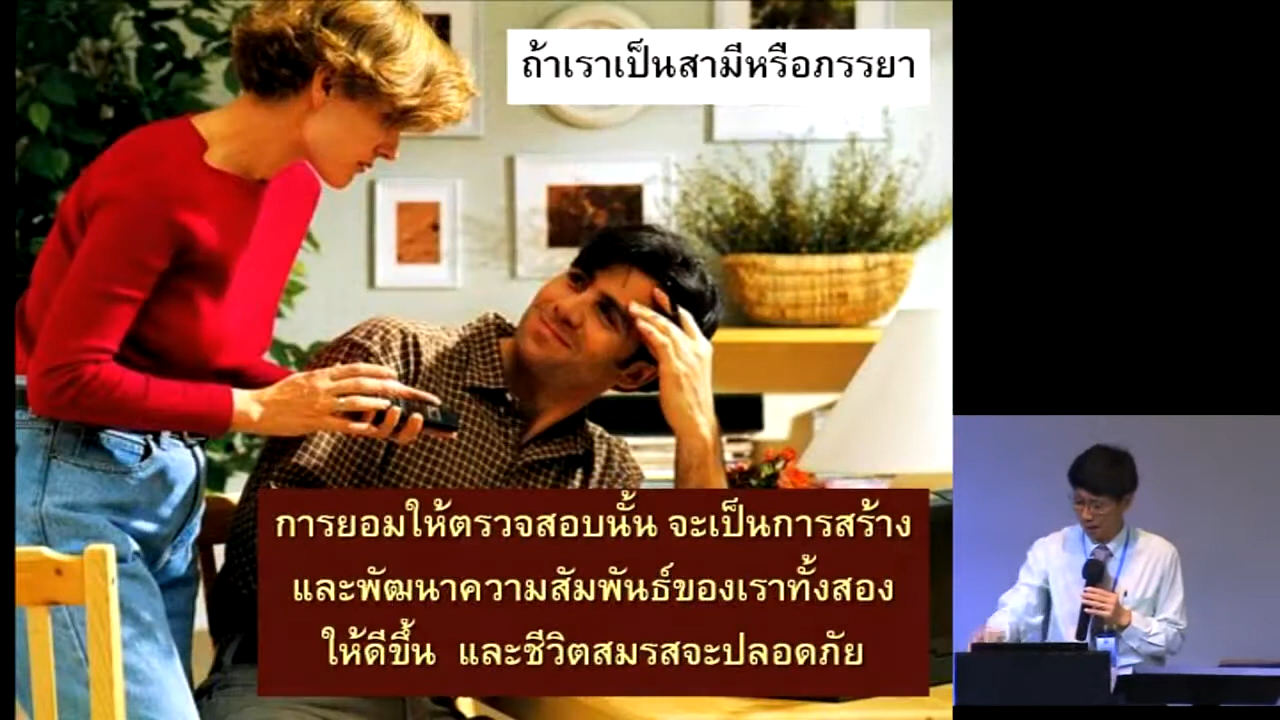 ถ้าเราเป็นสามีหรือภรรยา
การยอมให้ตรวจสอบนั้น จะเป็นการสร้าง
และพัฒนาความสัมพันธ์ของเราทั้งสอง
ให้ดีขึ้น และชีวิตสมรสจะปลอดภัย